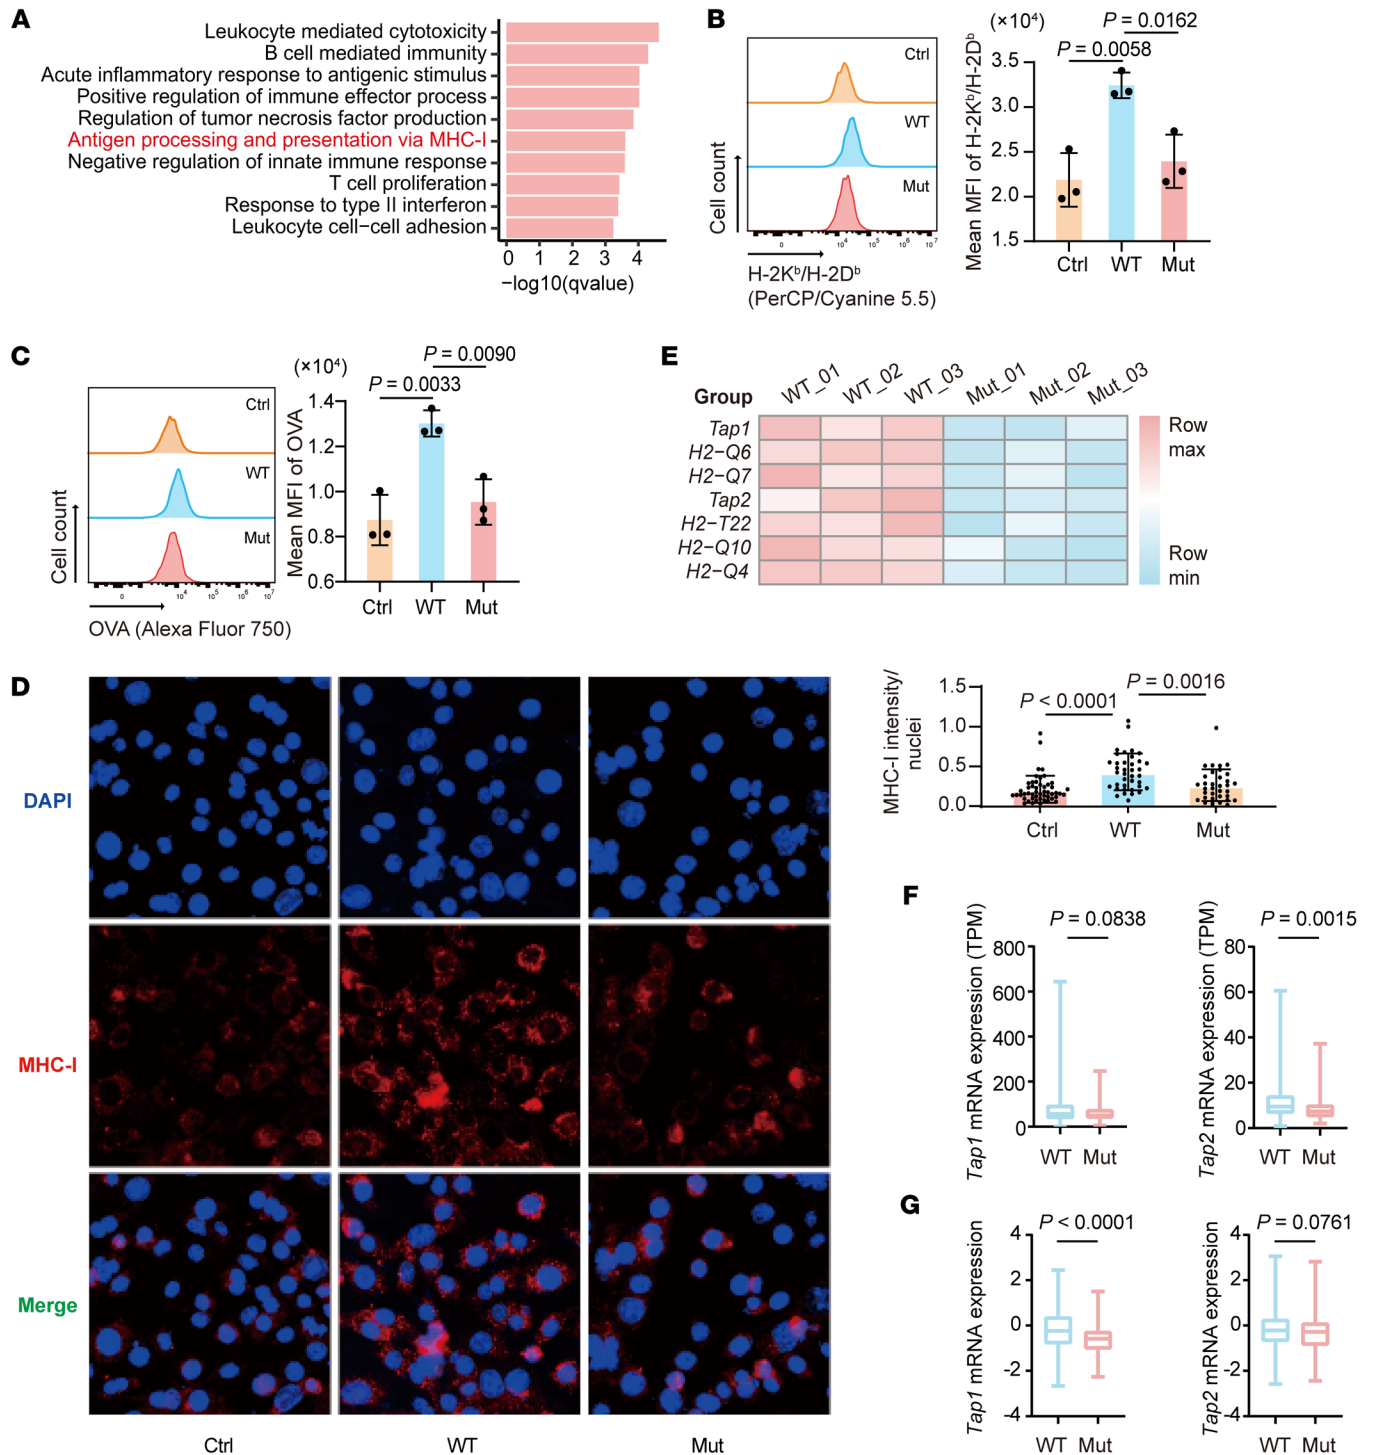 A
Leukocyte mediated cytotoxicity
B cell mediated immunity
Acute inflammatory response to antigenic stimulus
Positive regulation of immune effector process
Regulation of tumor necrosis factor production
Antigen processing and presentation via MHC-I
Negative regulation of innate immune response
T cell proliferation
Response to type II interferon
Leukocyte cell−cell adhesion
0 1 2 3 4
−log10(qvalue)
B
Cell count
Ctrl
WT
Mut
0 10⁴ 10⁵ 10⁶ 10⁷
H-2Kᵇ/H-2Dᵇ
(PerCP/Cyanine 5.5)
(×10⁴)
P = 0.0162
P = 0.0058
Mean MFI of H-2Kᵇ/H-2Dᵇ
3.5
3.0
2.5
2.0
1.5
Ctrl WT Mut
C
Cell count
Ctrl
WT
Mut
0 10⁴ 10⁵ 10⁶ 10⁷
OVA (Alexa Fluor 750)
(×10⁴)
P = 0.0090
P = 0.0033
Mean MFI of OVA
1.4
1.2
1.0
0.8
0.6
Ctrl WT Mut
E
Group WT_01 WT_02 WT_03 Mut_01 Mut_02 Mut_03
Tap1
H2−Q6
H2−Q7
Tap2
H2−T22
H2−Q10
H2−Q4
Row
max
Row
min
D
DAPI
MHC-I
Merge
Ctrl WT Mut
MHC-I intensity/
nuclei
P = 0.0016
P < 0.0001
1.5
1.0
0.5
0.0
Ctrl WT Mut
F
Tap1 mRNA expression (TPM)
P = 0.0838
800
600
400
200
0
WT Mut
Tap2 mRNA expression (TPM)
P = 0.0015
80
60
40
20
0
WT Mut
G
Tap1 mRNA expression
P < 0.0001
4
2
0
-2
-4
WT Mut
Tap2 mRNA expression
P = 0.0761
4
2
0
-2
-4
WT Mut